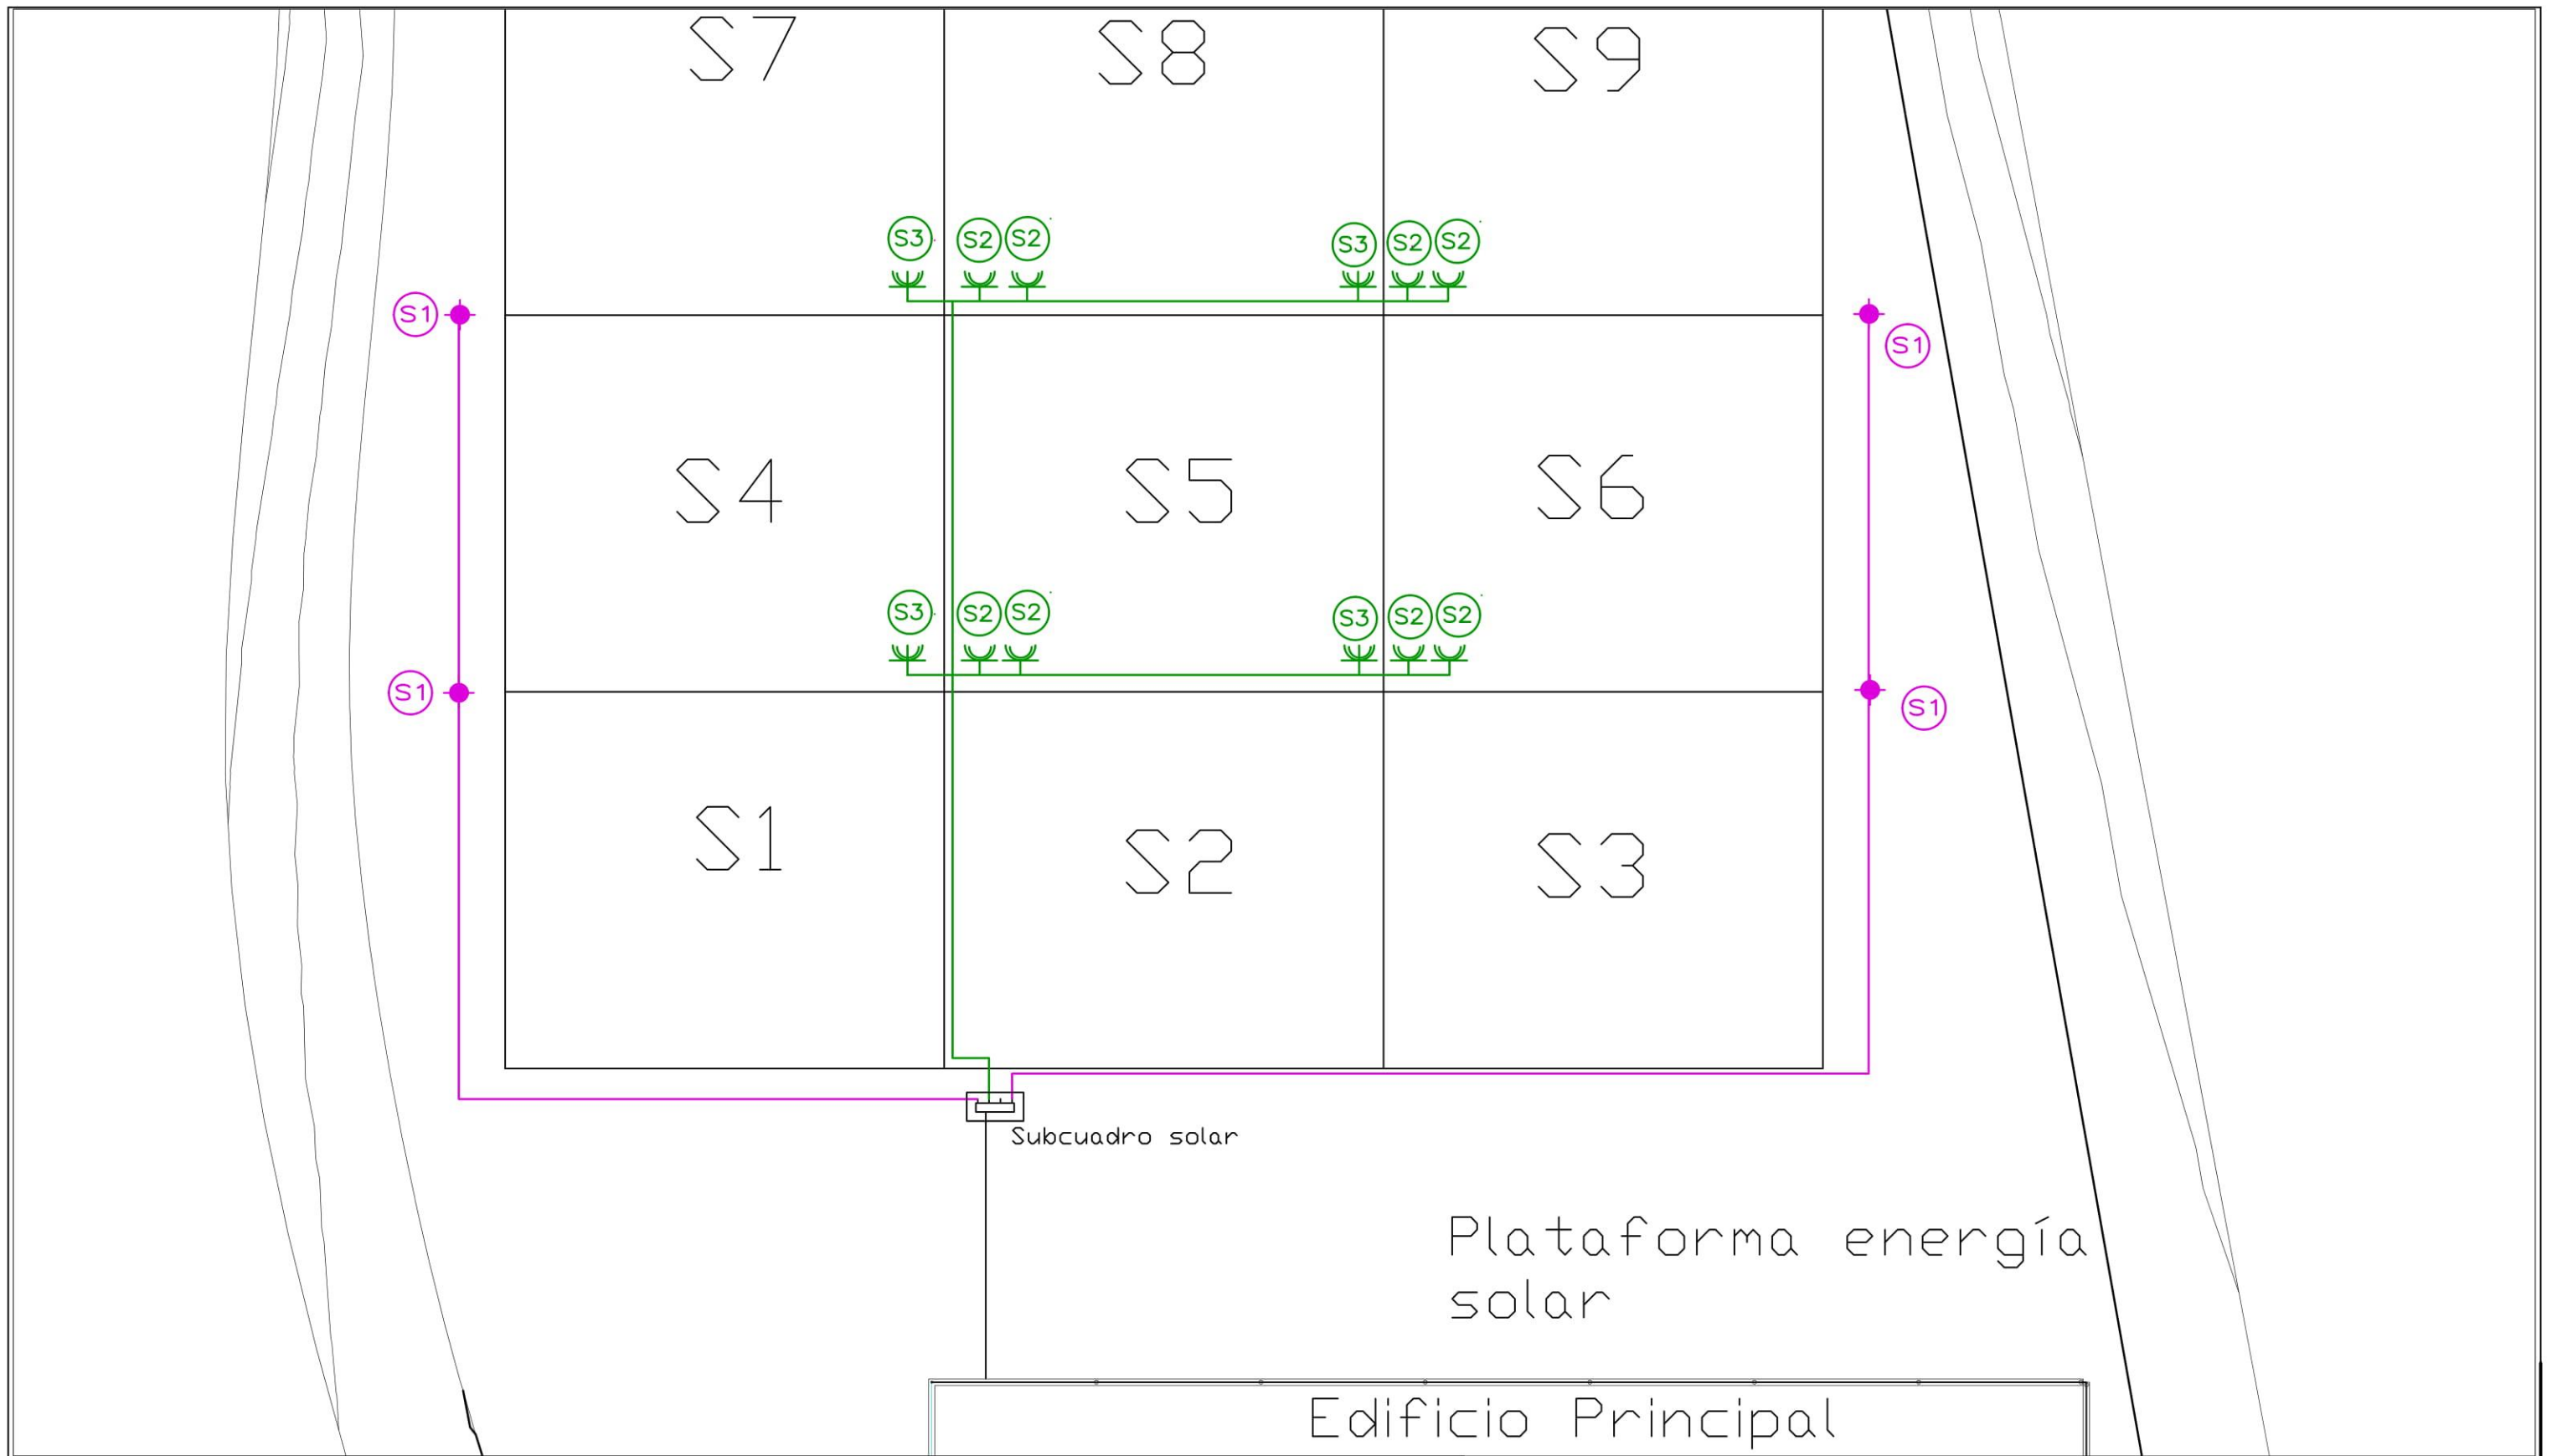 S7 S8 S9
S3 S2 S2 S3 S2 S2
S1 S1
S4 S5 S6
S3 S2 S2 S3 S2 S2
S1 S1
S1 S2 S3
Subcuadro solar
Plataforma energía
solar
Edificio Principal